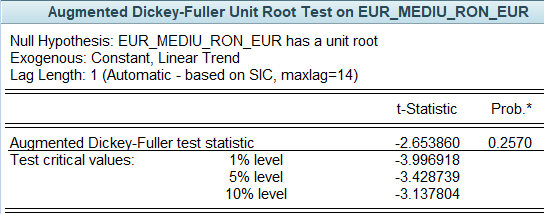 Augmented Dickey-Fuller Unit Root Test on EUR_MEDIU_RON_EUR
Null Hypothesis: EUR_MEDIU_RON_EUR has a unit root
Exogenous: Constant, Linear Trend
Lag Length: 1 (Automatic - based on SIC, maxlag=14)
t-Statistic Prob.*
Augmented Dickey-Fuller test statistic -2.653860 0.2570
Test critical values: 1% level -3.996918
5% level -3.428739
10% level -3.137804